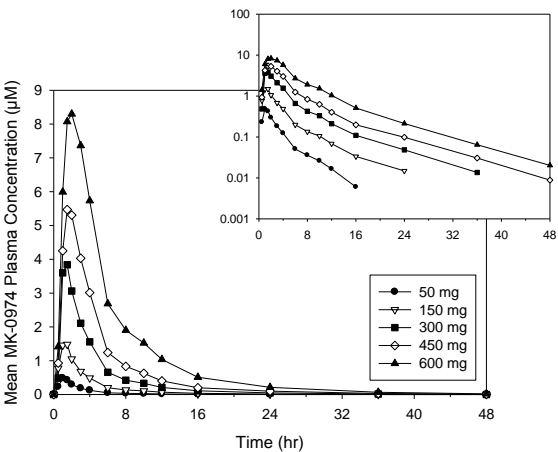 100
10
1
0.1
0.01
0.001
0 8 16 24 32 40 48
Mean MK-0974 Plasma Concentration (µM)
9
8
7
6
5
4
3
2
1
0
50 mg
150 mg
300 mg
450 mg
600 mg
0 8 16 24 32 40 48
Time (hr)